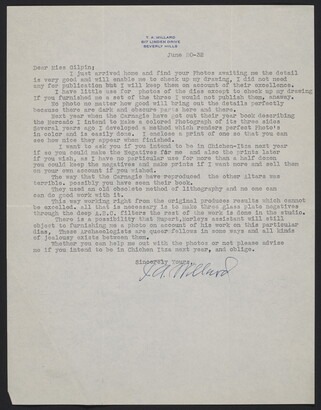 T. A. WILLARD
817 LINDEN DRIVE
BEVERLY HILLS
June 20-32
Dear Miss Gilpin;
I just arrived home and find your Photos awaiting me the detail
is very good and will enable me to check up my drawing, I did not need
any for publication but I will keep them on account of their excellence.
I have little use for photos of the dias except to check up my drawing
if you furnished me a set of the three I would not publish them, anyway.
No photo no matter how good will bring out the details perfectly
because there are dark and obscure parts here and there.
Next year when the Carnegie have got out their year book describing
the Mercado I intend to make a colored Photograph of its three sides
Several years ago I developed a method which renders perfect Photo's
in color and is easily done. I enclose a print of one so that you can
see how nice they appear when finished.
I want to ask you if you intend to be in Chichen-Itza next year
if so you could make the negatives for me and also the prints later
if you wish, as I have no particular use for more than a half dozen
you could keep the negatives and make prints if I want more and sell them
on your own account if you wished.
The way that the Carnegie have reproduced the other altars was
terrible, possibly you have seen their book.
They used an old obsolete method of lithography and no one can
can do good work with it.
This way working right from the original produces results which cannot
be excelled. all that is necessary is to make three glass plate negatives
through the deep A.B.C. filters the rest of the work is done in the studio.
There is a possibility that Rupert, Morleys assistant will still
object to furnishing me a photo on account of his work on this particular
dias. These archaeologists are queer fellows in some ways and all kinds
of jealousy exists between them.
Whether you can help me out with the photos or not please advise
me if you intend to be in Chichen Itza next year, and oblige.
Sincerely Yours,
T.A. Willard